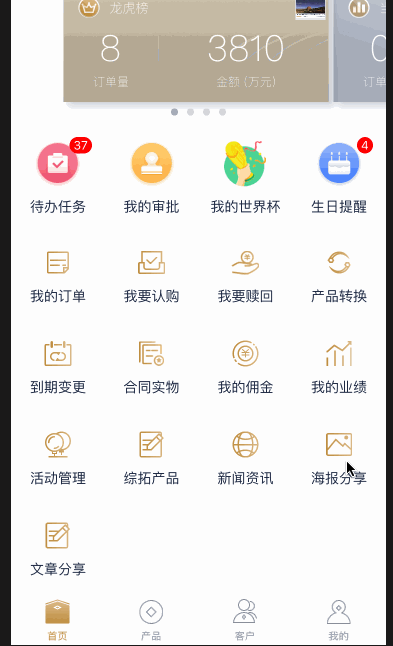 龙虎榜
8 3810 0
订单量 金额 (万元) 订单
37 4
待办任务 我的审批 我的世界杯 生日提醒
我的订单 我要认购 我要赎回 产品转换
到期变更 合同实物 我的佣金 我的业绩
活动管理 综拓产品 新闻资讯 海报分享
文章分享
首页 产品 客户 我的